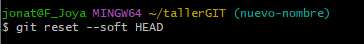 jonat@F_Joya MINGW64 ~/tallerGIT (nuevo-nombre)
$ git reset --soft HEAD